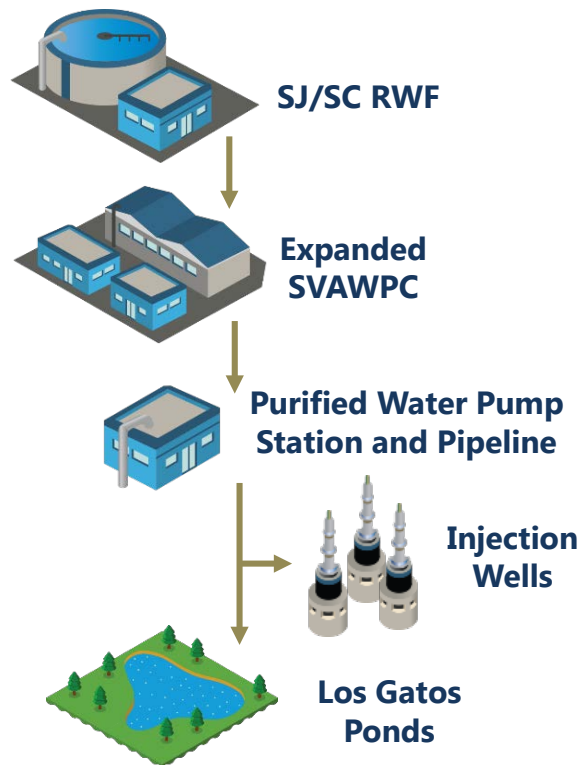 SJ/SC RWF
Expanded
SVAWPC
Purified Water Pump
Station and Pipeline
Injection
Wells
Los Gatos
Ponds